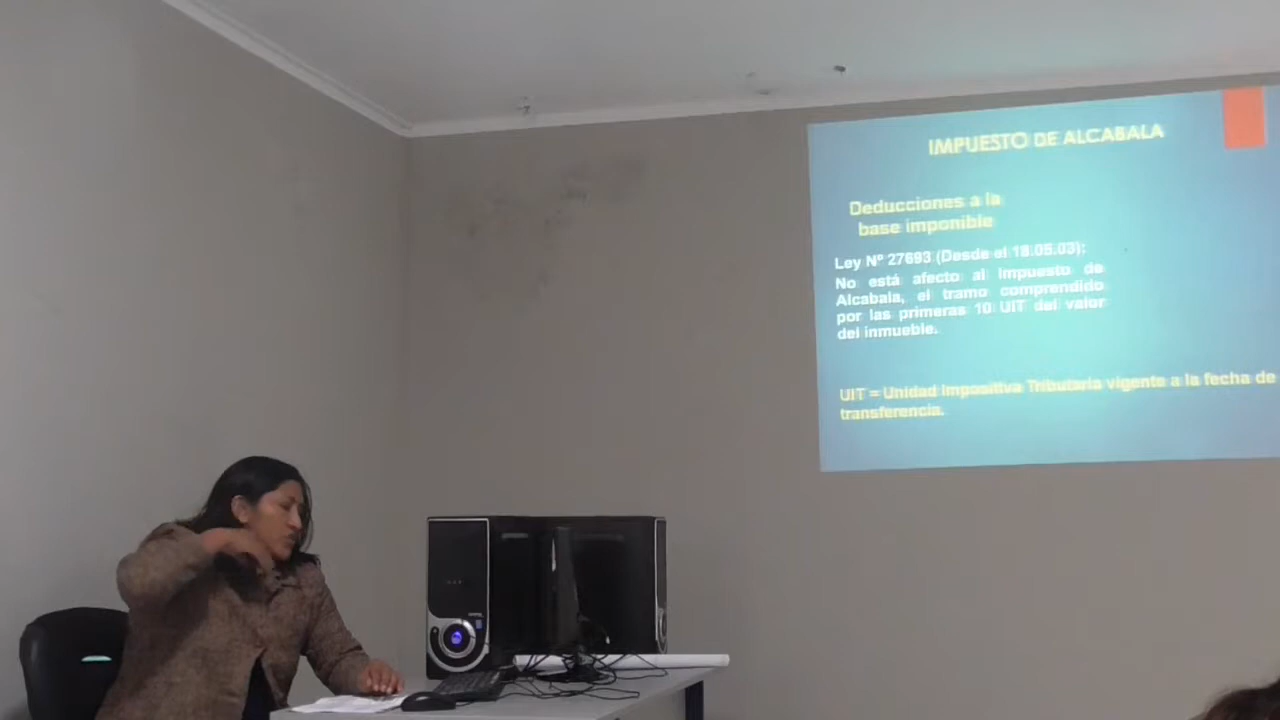 IMPUESTO DE ALCABALA
Deducciones a la
base imponible
Ley Nº 27693 (Desde el 18.05.03):
No está afecto al Impuesto de
Alcabala, el tramo comprendido
por las primeras 10 UIT del valor
del inmueble.
UIT = Unidad Impositiva Tributaria vigente a la fecha de
transferencia.